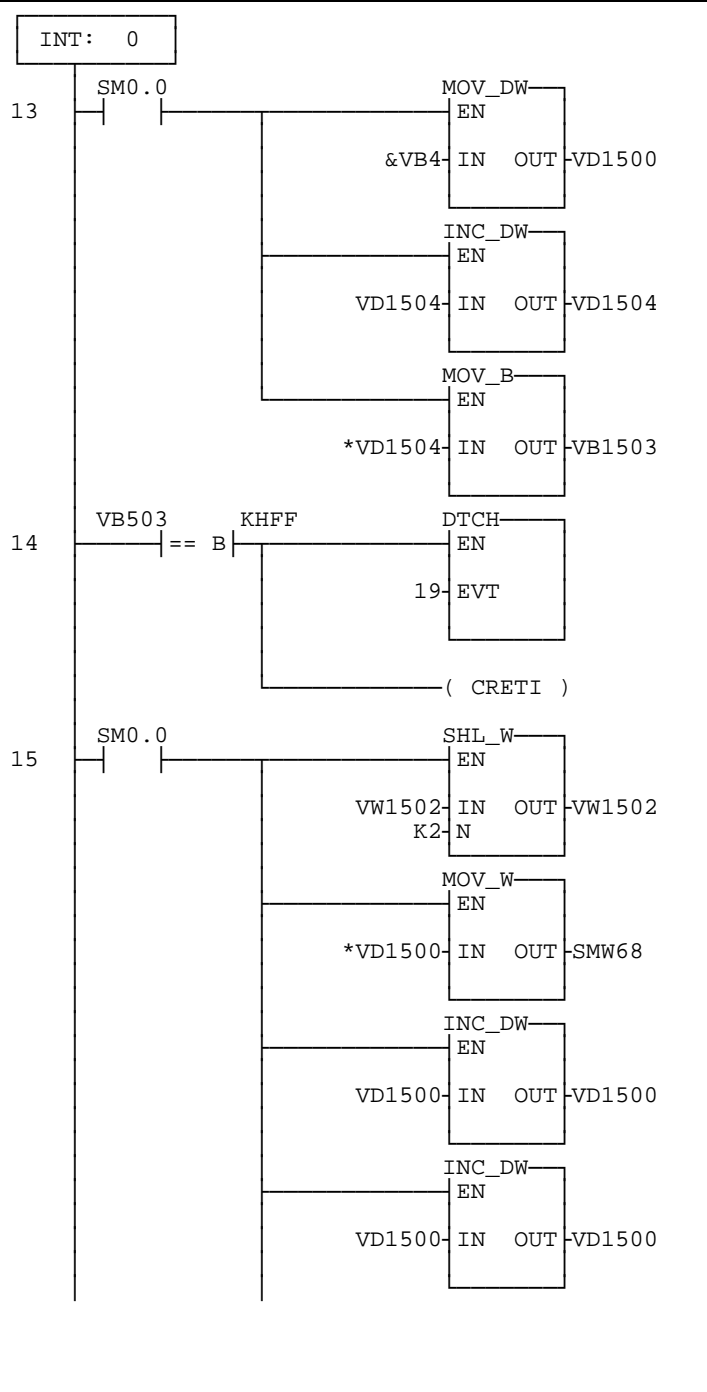 INT: 0
SM0.0 MOV_DW
13 EN
&VB4 IN OUT VD1500
INC_DW
EN
VD1504 IN OUT VD1504
MOV_B
EN
*VD1504 IN OUT VB1503
VB503 KHFF DTCH
14 == B EN
19 EVT
( CRETI )
SM0.0 SHL_W
15 EN
VW1502 IN OUT VW1502
K2 N
MOV_W
EN
*VD1500 IN OUT SMW68
INC_DW
EN
VD1500 IN OUT VD1500
INC_DW
EN
VD1500 IN OUT VD1500